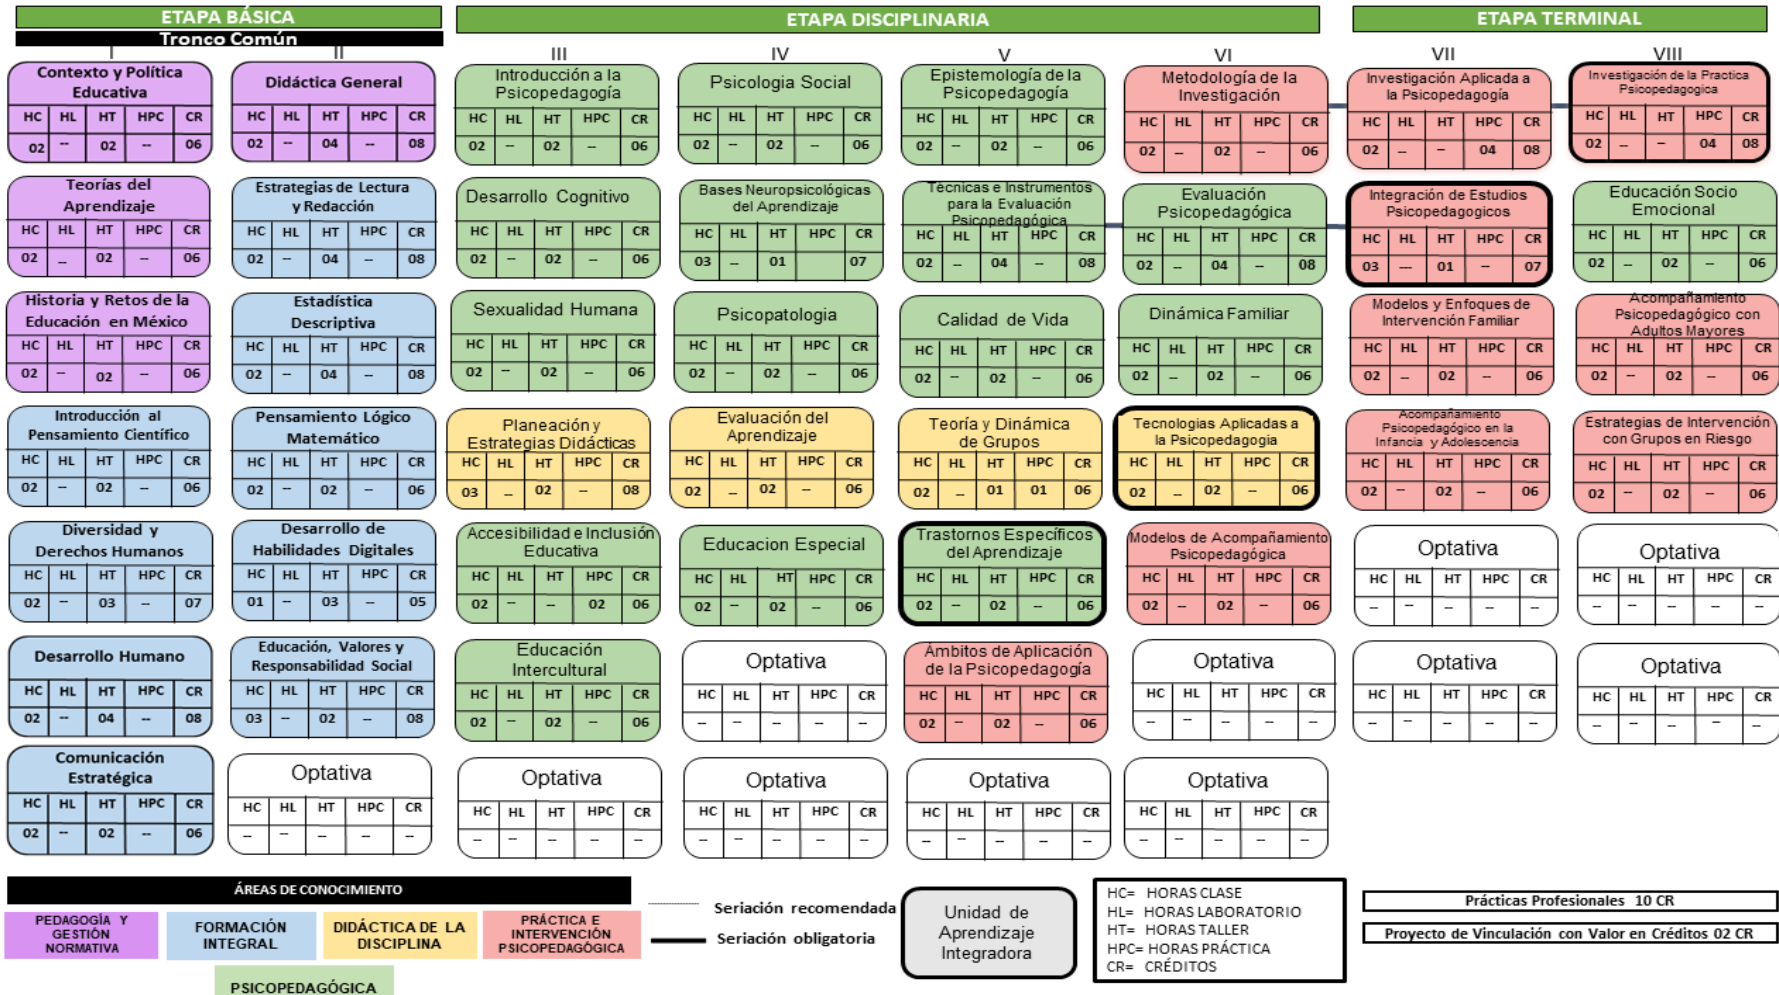 ETAPA BÁSICA
ETAPA DISCIPLINARIA
ETAPA TERMINAL
Tronco Común
I
II
III
IV
V
VI
VII
VIII
Contexto y Política
Educativa
HC HL HT HPC CR
02 -- 02 -- 06
Didáctica General
HC HL HT HPC CR
02 -- 04 -- 08
Introducción a la
Psicopedagogía
HC HL HT HPC CR
02 -- 02 -- 06
Psicologia Social
HC HL HT HPC CR
02 -- 02 -- 06
Epistemología de la
Psicopedagogía
HC HL HT HPC CR
02 -- 02 -- 06
Metodología de la
Investigación
HC HL HT HPC CR
02 -- 02 -- 06
Investigación Aplicada a
la Psicopedagogía
HC HL HT HPC CR
02 -- -- 04 08
Investigación de la Practica
Psicopedagogica
HC HL HT HPC CR
02 -- -- 04 08
Teorías del
Aprendizaje
HC HL HT HPC CR
02 -- 02 -- 06
Estrategias de Lectura
y Redacción
HC HL HT HPC CR
02 -- 04 -- 08
Desarrollo Cognitivo
HC HL HT HPC CR
02 -- 02 -- 06
Bases Neuropsicológicas
del Aprendizaje
HC HL HT HPC CR
03 -- 01 07
Técnicas e Instrumentos
para la Evaluación
Psicopedagógica
HC HL HT HPC CR
02 -- 04 -- 08
Evaluación
Psicopedagógica
HC HL HT HPC CR
02 -- 04 -- 08
Integración de Estudios
Psicopedagogicos
HC HL HT HPC CR
03 --- 01 -- 07
Educación Socio
Emocional
HC HL HT HPC CR
02 -- 02 -- 06
Historia y Retos de la
Educación en México
HC HL HT HPC CR
02 -- 02 -- 06
Estadística
Descriptiva
HC HL HT HPC CR
02 -- 04 -- 08
Sexualidad Humana
HC HL HT HPC CR
02 -- 02 -- 06
Psicopatologia
HC HL HT HPC CR
02 -- 02 -- 06
Calidad de Vida
HC HL HT HPC CR
02 -- 02 -- 06
Dinámica Familiar
HC HL HT HPC CR
02 -- 02 -- 06
Modelos y Enfoques de
Intervención Familiar
HC HL HT HPC CR
02 -- 02 -- 06
Acompañamiento
Psicopedagógico con
Adultos Mayores
HC HL HT HPC CR
02 -- 02 -- 06
Introducción al
Pensamiento Científico
HC HL HT HPC CR
02 -- 02 -- 06
Pensamiento Lógico
Matemático
HC HL HT HPC CR
02 -- 02 -- 06
Planeación y
Estrategias Didácticas
HC HL HT HPC CR
03 -- 02 -- 08
Evaluación del
Aprendizaje
HC HL HT HPC CR
02 -- 02 -- 06
Teoría y Dinámica
de Grupos
HC HL HT HPC CR
02 -- 01 01 06
Tecnologias Aplicadas a
la Psicopedagogia
HC HL HT HPC CR
02 -- 02 -- 06
Acompañamiento
Psicopedagógico en la
Infancia y Adolescencia
HC HL HT HPC CR
02 -- 02 -- 06
Estrategias de Intervención
con Grupos en Riesgo
HC HL HT HPC CR
02 -- 02 -- 06
Diversidad y
Derechos Humanos
HC HL HT HPC CR
02 -- 03 -- 07
Desarrollo de
Habilidades Digitales
HC HL HT HPC CR
01 -- 03 -- 05
Accesibilidad e Inclusión
Educativa
HC HL HT HPC CR
02 -- -- 02 06
Educacion Especial
HC HL HT HPC CR
02 -- 02 -- 06
Trastornos Específicos
del Aprendizaje
HC HL HT HPC CR
02 -- 02 -- 06
Modelos de Acompañamiento
Psicopedagógica
HC HL HT HPC CR
02 -- 02 -- 06
Optativa
HC HL HT HPC CR
-- -- -- -- --
Optativa
HC HL HT HPC CR
-- -- -- -- --
Desarrollo Humano
HC HL HT HPC CR
02 -- 04 -- 08
Educación, Valores y
Responsabilidad Social
HC HL HT HPC CR
03 -- 02 -- 08
Educación
Intercultural
HC HL HT HPC CR
02 -- 02 -- 06
Optativa
HC HL HT HPC CR
-- -- -- -- --
Ámbitos de Aplicación
de la Psicopedagogía
HC HL HT HPC CR
02 -- 02 -- 06
Optativa
HC HL HT HPC CR
-- -- -- -- --
Optativa
HC HL HT HPC CR
-- -- -- -- --
Optativa
HC HL HT HPC CR
-- -- -- -- --
Comunicación
Estratégica
HC HL HT HPC CR
02 -- 02 -- 06
Optativa
HC HL HT HPC CR
-- -- -- -- --
Optativa
HC HL HT HPC CR
-- -- -- -- --
Optativa
HC HL HT HPC CR
-- -- -- -- --
Optativa
HC HL HT HPC CR
-- -- -- -- --
Optativa
HC HL HT HPC CR
-- -- -- -- --
ÁREAS DE CONOCIMIENTO
PEDAGOGÍA Y
GESTIÓN
NORMATIVA
FORMACIÓN
INTEGRAL
DIDÁCTICA DE LA
DISCIPLINA
PRÁCTICA E
INTERVENCIÓN
PSICOPEDAGÓGICA
PSICOPEDAGÓGICA
Seriación recomendada
Seriación obligatoria
Unidad de
Aprendizaje
Integradora
HC= HORAS CLASE
HL= HORAS LABORATORIO
HT= HORAS TALLER
HPC= HORAS PRÁCTICA
CR= CRÉDITOS
Prácticas Profesionales 10 CR
Proyecto de Vinculación con Valor en Créditos 02 CR